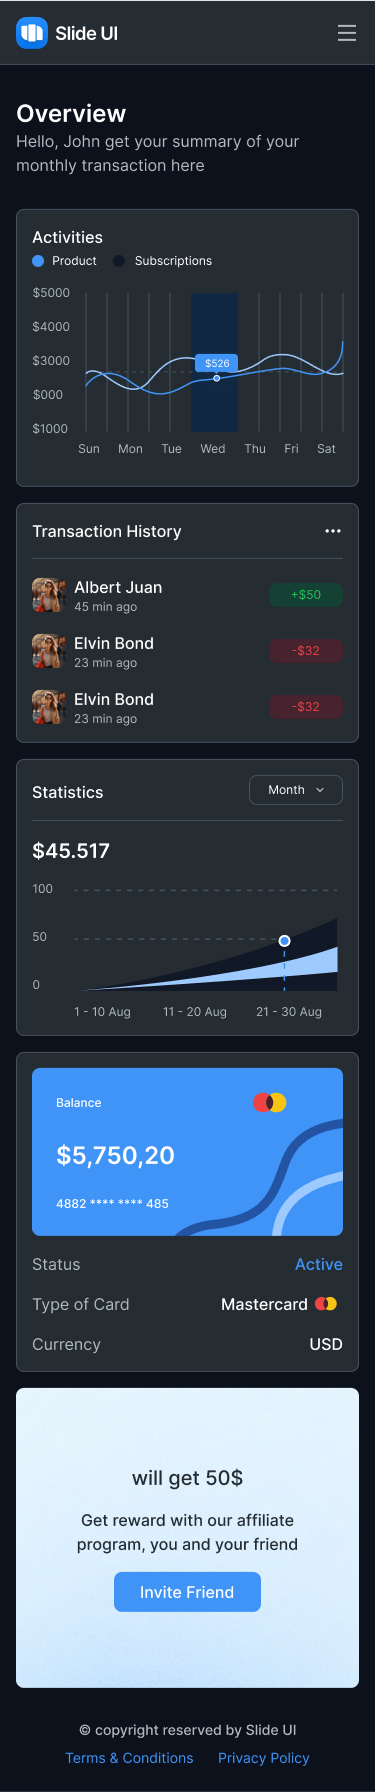 Slide UI
Overview
Hello, John get your summary of your
monthly transaction here
Activities
Product Subscriptions
$5000
$4000
$3000
$526
$000
$1000
Sun Mon Tue Wed Thu Fri Sat
Transaction History
Albert Juan
45 min ago
+$50
Elvin Bond
23 min ago
-$32
Elvin Bond
23 min ago
-$32
Statistics
Month
$45.517
100
50
0
1 - 10 Aug 11 - 20 Aug 21 - 30 Aug
Balance
$5,750,20
4882 **** **** 485
Status Active
Type of Card Mastercard
Currency USD
will get 50$
Get reward with our affiliate
program, you and your friend
Invite Friend
© copyright reserved by Slide UI
Terms & Conditions Privacy Policy